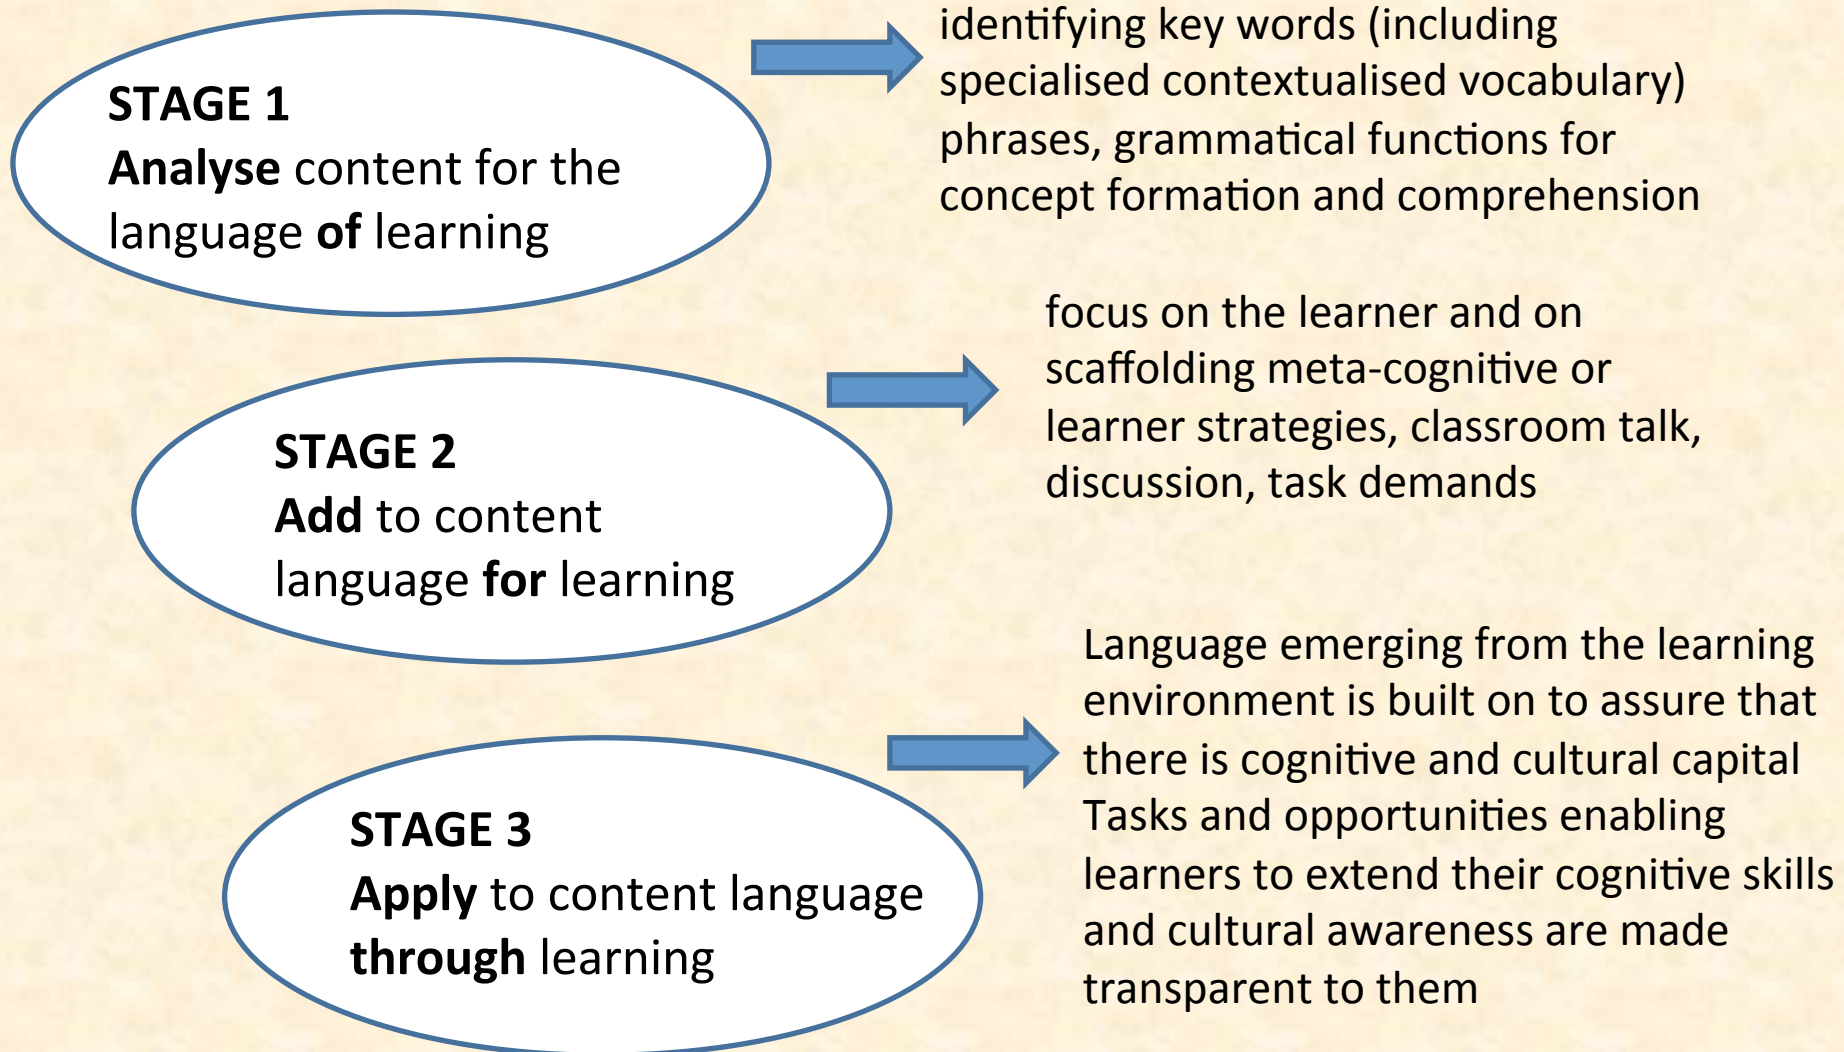 STAGE 1
Analyse content for the
language of learning
identifying key words (including
specialised contextualised vocabulary)
phrases, grammatical functions for
concept formation and comprehension
STAGE 2
Add to content
language for learning
focus on the learner and on
scaffolding meta-cognitive or
learner strategies, classroom talk,
discussion, task demands
STAGE 3
Apply to content language
through learning
Language emerging from the learning
environment is built on to assure that
there is cognitive and cultural capital
Tasks and opportunities enabling
learners to extend their cognitive skills
and cultural awareness are made
transparent to them